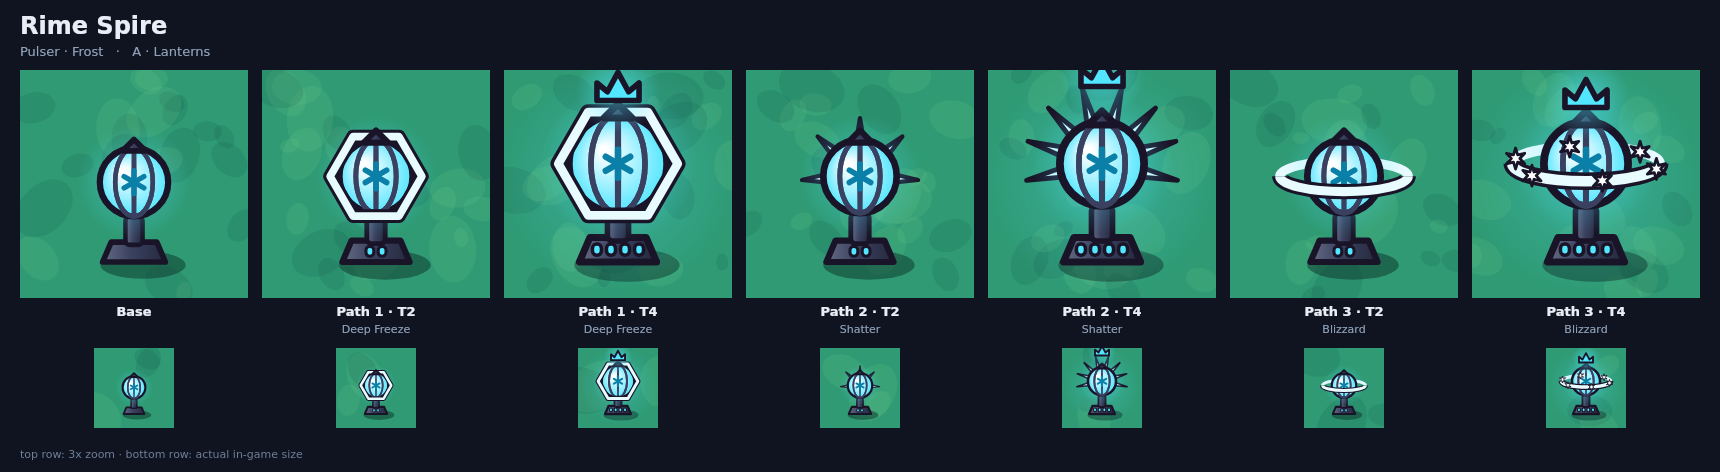 Rime Spire
Pulser · Frost · A · Lanterns
Base
Path 1 · T2
Deep Freeze
Path 1 · T4
Deep Freeze
Path 2 · T2
Shatter
Path 2 · T4
Shatter
Path 3 · T2
Blizzard
Path 3 · T4
Blizzard
top row: 3x zoom · bottom row: actual in-game size